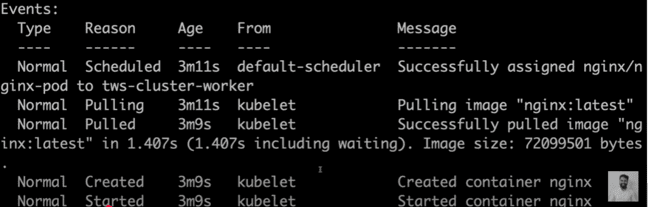 Events:
Type Reason Age From Message
---- ------ ---- ---- -------
Normal Scheduled 3m11s default-scheduler Successfully assigned nginx/n
ginx-pod to tws-cluster-worker
Normal Pulling 3m11s kubelet Pulling image "nginx:latest"
Normal Pulled 3m9s kubelet Successfully pulled image "ng
inx:latest" in 1.407s (1.407s including waiting). Image size: 72099501 bytes
.
Normal Created 3m9s kubelet Created container nginx
Normal Started 3m9s kubelet Started container nginx